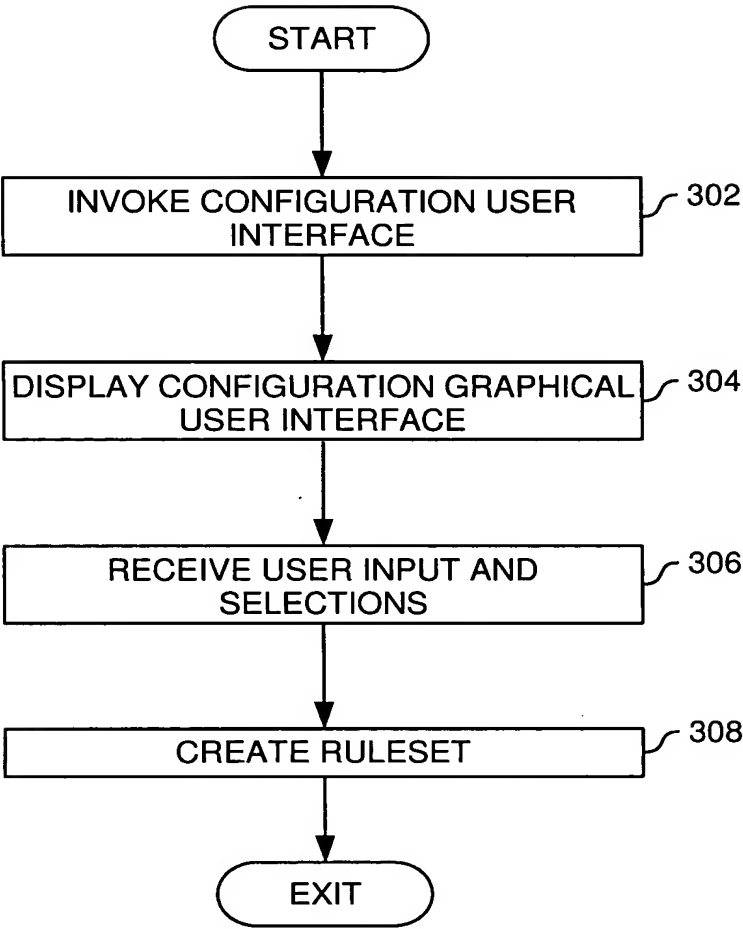 START
INVOKE CONFIGURATION USER
INTERFACE
302
DISPLAY CONFIGURATION GRAPHICAL
USER INTERFACE
304
RECEIVE USER INPUT AND
SELECTIONS
306
CREATE RULESET
308
EXIT